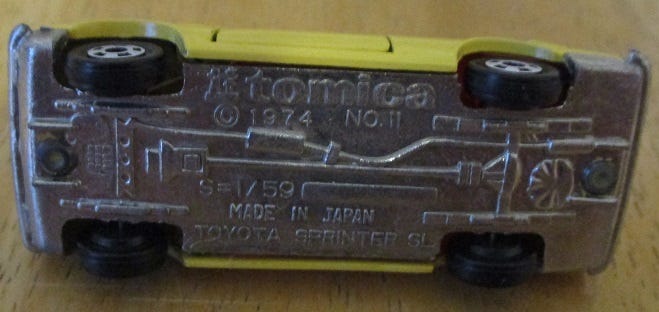 tomica
© 1974 NO.11
S=1/59
MADE IN JAPAN
TOYOTA SPRINTER SL